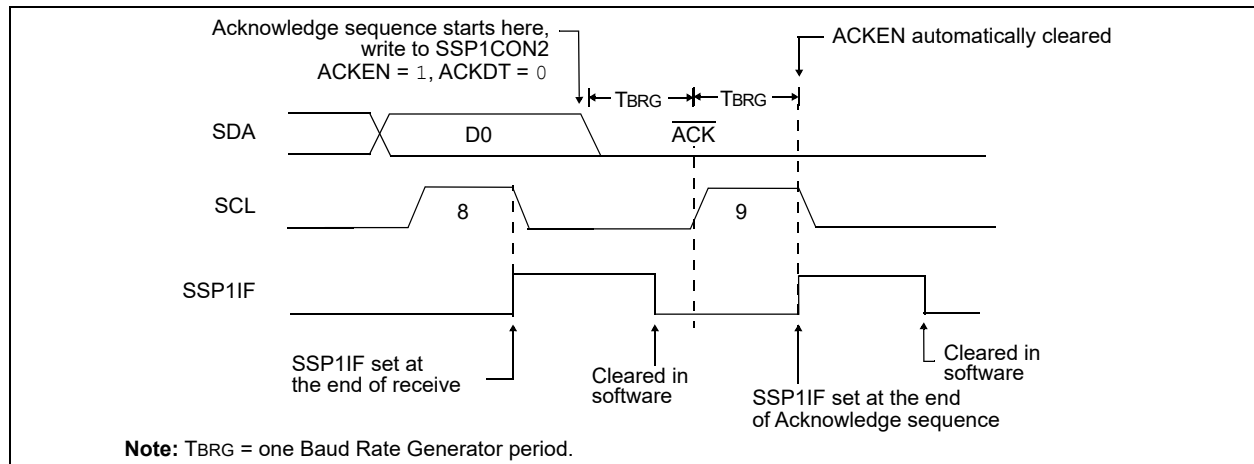 Acknowledge sequence starts here,
write to SSP1CON2
ACKEN = 1, ACKDT = 0
ACKEN automatically cleared
TBRG
TBRG
SDA
D0
ACK
SCL
8
9
SSP1IF
SSP1IF set at
the end of receive
Cleared in
software
SSP1IF set at the end
of Acknowledge sequence
Cleared in
software
Note: TBRG = one Baud Rate Generator period.